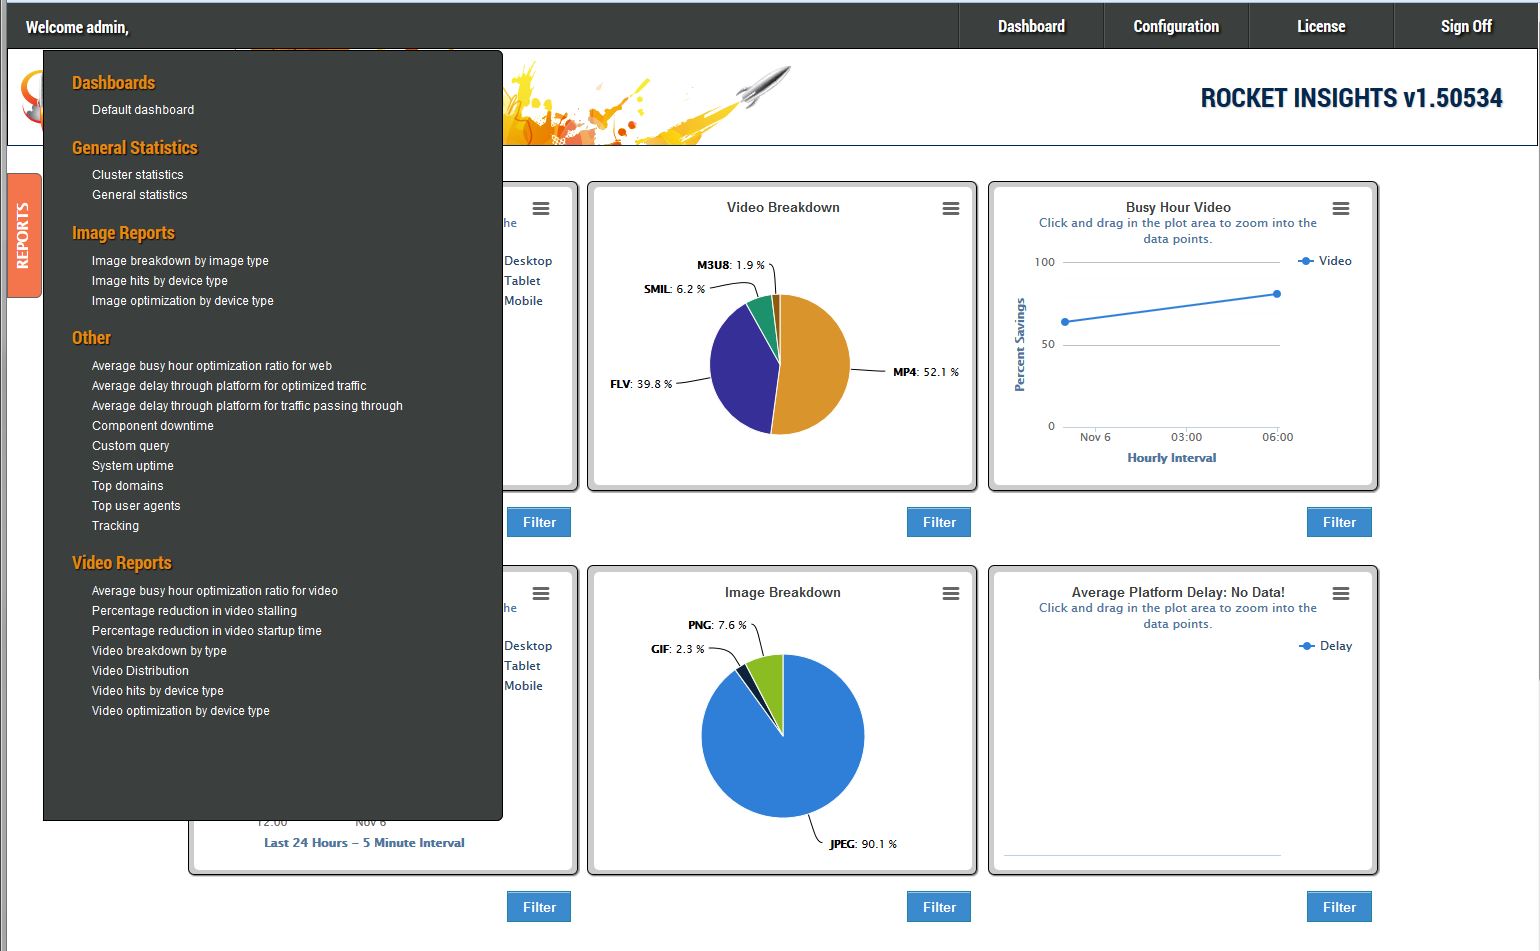 Welcome admin,
Dashboard
Configuration
License
Sign Off
ROCKET INSIGHTS v1.50534
REPORTS
Dashboards
Default dashboard
General Statistics
Cluster statistics
General statistics
Image Reports
Image breakdown by image type
Image hits by device type
Image optimization by device type
Other
Average busy hour optimization ratio for web
Average delay through platform for optimized traffic
Average delay through platform for traffic passing through
Component downtime
Custom query
System uptime
Top domains
Top user agents
Tracking
Video Reports
Average busy hour optimization ratio for video
Percentage reduction in video stalling
Percentage reduction in video startup time
Video breakdown by type
Video Distribution
Video hits by device type
Video optimization by device type
he
Desktop
Tablet
Mobile
Filter
Video Breakdown
M3U8: 1.9 %
SMIL: 6.2 %
FLV: 39.8 %
MP4: 52.1 %
Filter
Busy Hour Video
Click and drag in the plot area to zoom into the
data points.
Video
100
50
0
Percent Savings
Nov 6
03:00
06:00
Hourly Interval
Filter
he
Desktop
Tablet
Mobile
12:00
Nov 6
Last 24 Hours – 5 Minute Interval
Filter
Image Breakdown
PNG: 7.6 %
GIF: 2.3 %
JPEG: 90.1 %
Filter
Average Platform Delay: No Data!
Click and drag in the plot area to zoom into the
data points.
Delay
Filter